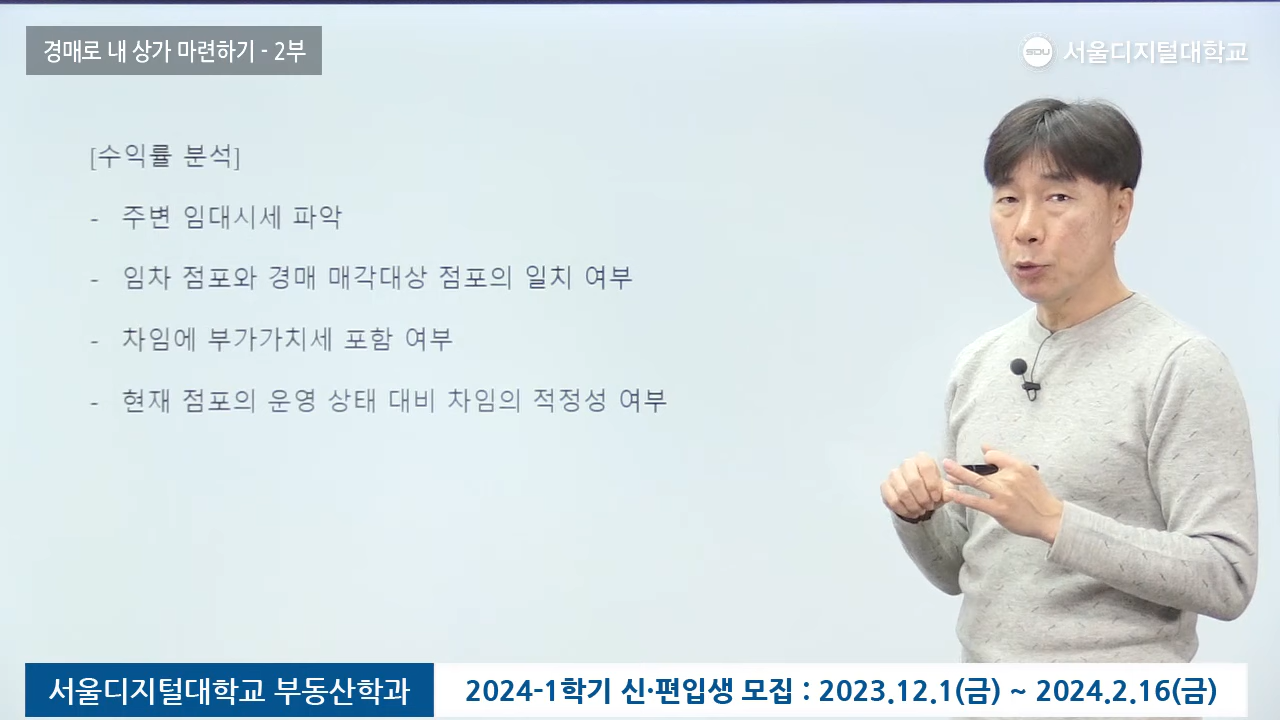 경매로 내 상가 마련하기 - 2부
SDU 서울디지털대학교
[수익률 분석]
- 주변 임대시세 파악
- 임차 점포와 경매 매각대상 점포의 일치 여부
- 차임에 부가가치세 포함 여부
- 현재 점포의 운영 상태 대비 차임의 적정성 여부
서울디지털대학교 부동산학과
2024-1학기 신·편입생 모집 : 2023.12.1(금) ~ 2024.2.16(금)